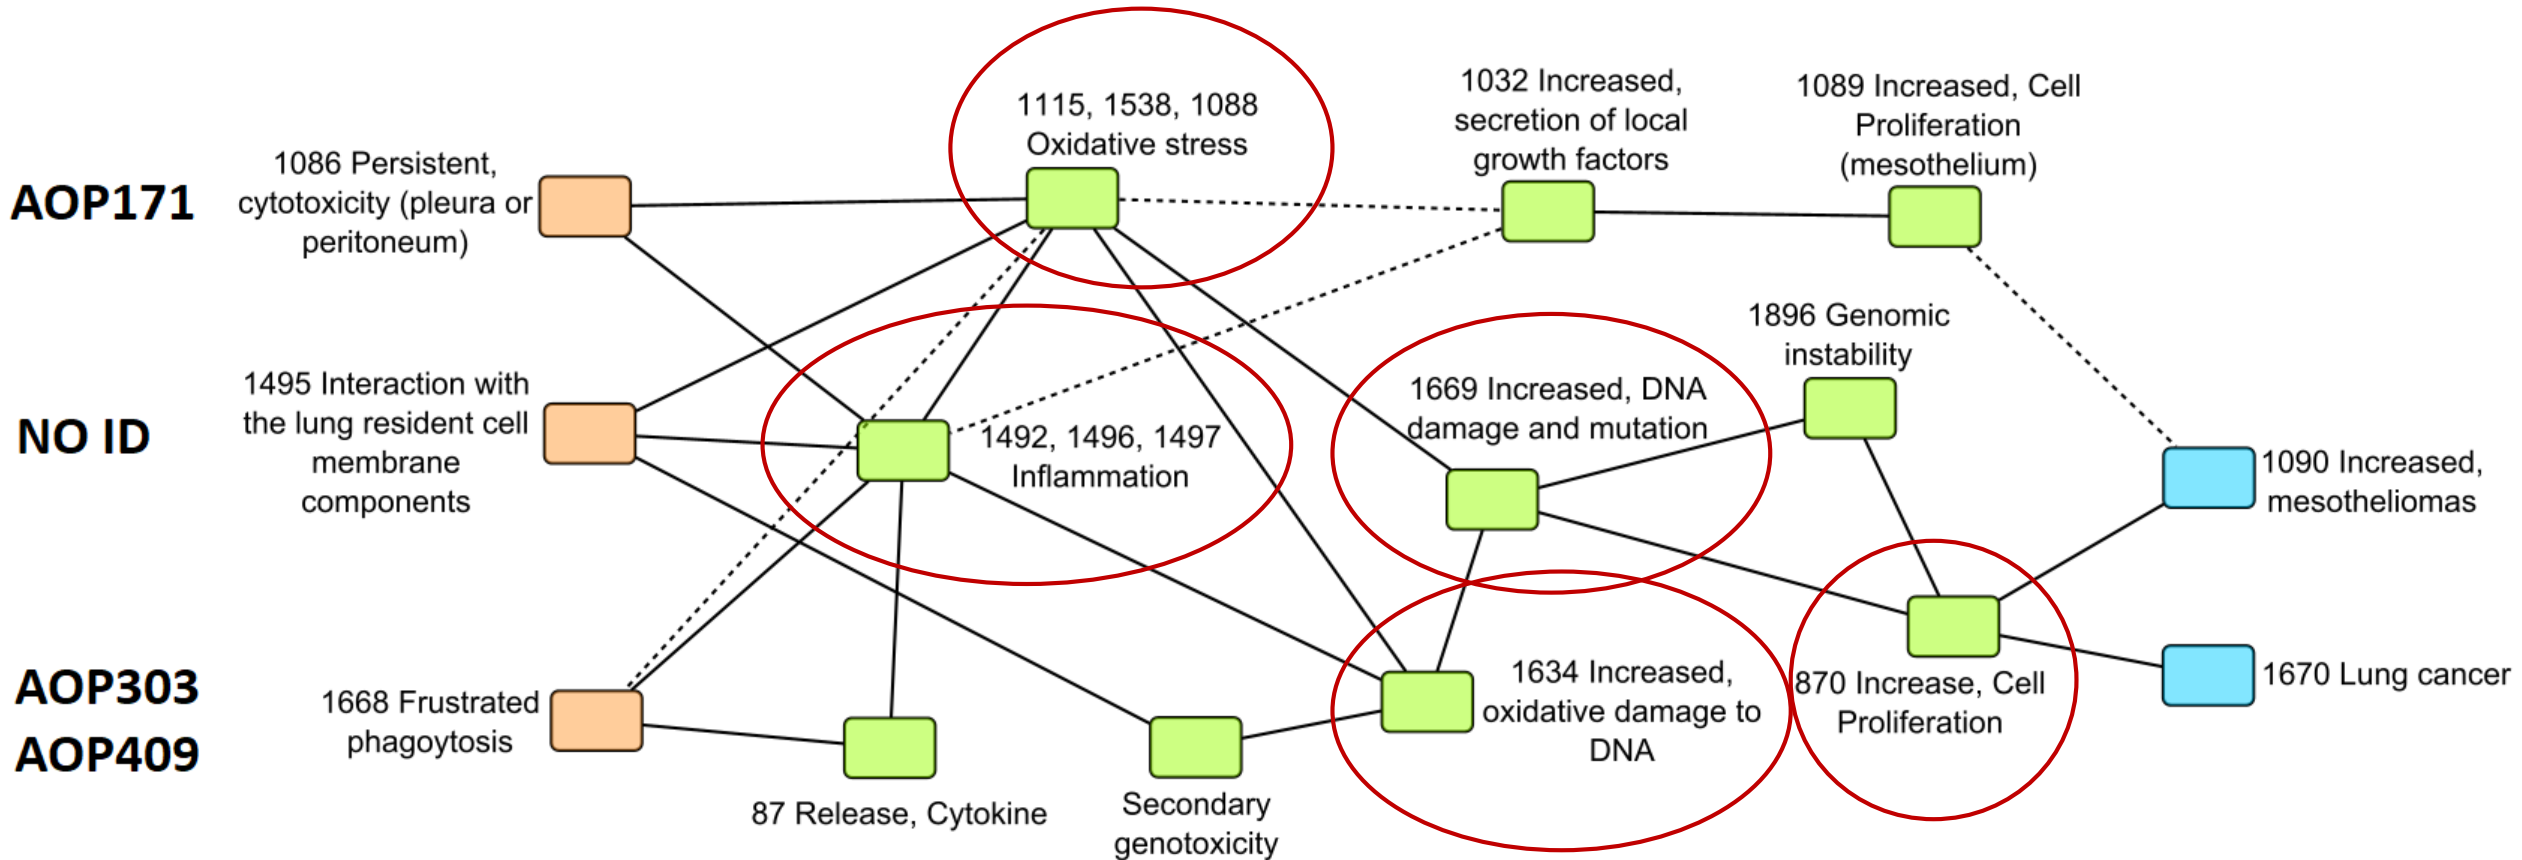 AOP171
1086 Persistent,
cytotoxicity (pleura or
peritoneum)
1115, 1538, 1088
Oxidative stress
1032 Increased,
secretion of local
growth factors
1089 Increased, Cell
Proliferation
(mesothelium)
NO ID
1495 Interaction with
the lung resident cell
membrane
components
1492, 1496, 1497
Inflammation
1669 Increased, DNA
damage and mutation
1896 Genomic
instability
1090 Increased,
mesotheliomas
AOP303
AOP409
1668 Frustrated
phagoytosis
87 Release, Cytokine
Secondary
genotoxicity
1634 Increased,
oxidative damage to
DNA
870 Increase, Cell
Proliferation
1670 Lung cancer